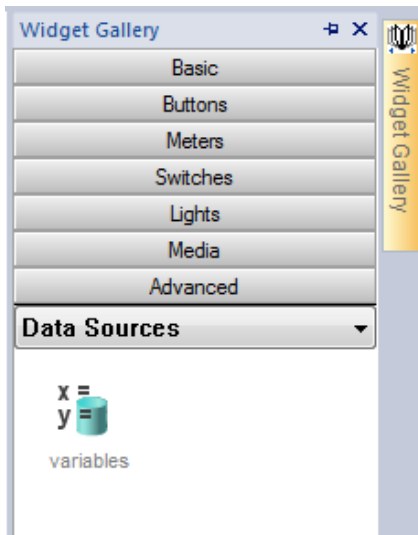 Widget Gallery
Basic
Buttons
Meters
Switches
Lights
Media
Advanced
Data Sources
x =
y =
variables
Widget Gallery